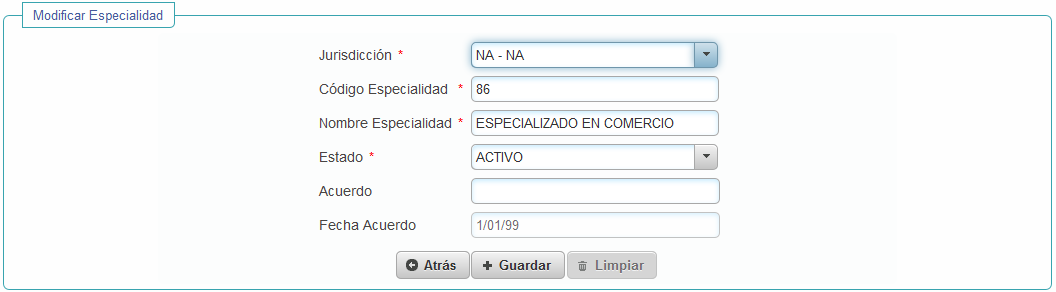 Modificar Especialidad
Jurisdicción * NA - NA
Código Especialidad * 86
Nombre Especialidad * ESPECIALIZADO EN COMERCIO
Estado * ACTIVO
Acuerdo
Fecha Acuerdo 1/01/99
Atrás Guardar Limpiar